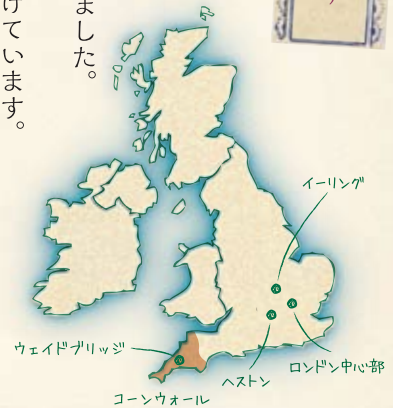 ました。
けています。
イーリング
ウェイドブリッジ
ロンドン中心部
ヘストン
コーンウォール